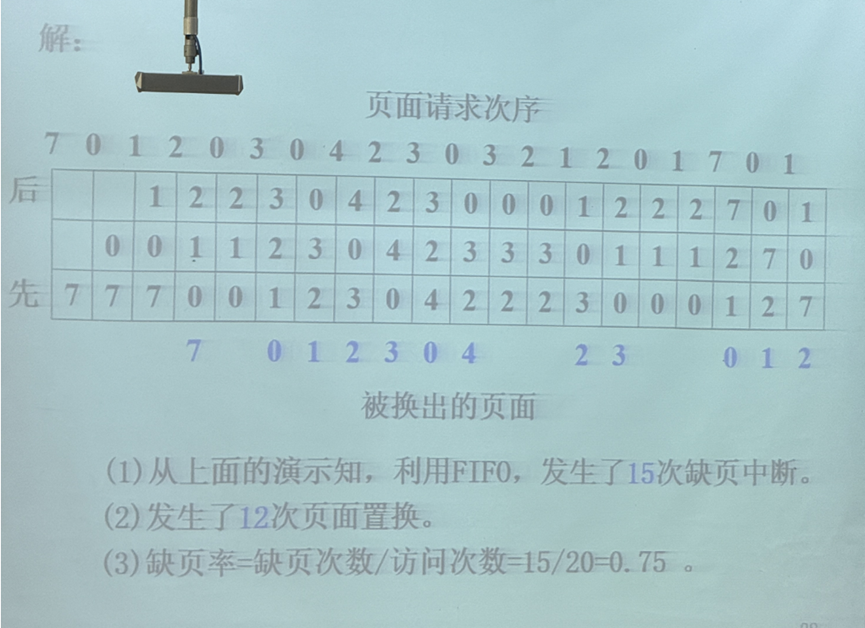 解:
页面请求次序
7 0 1 2 0 3 0 4 2 3 0 3 2 1 2 0 1 7 0 1
后 1 2 2 3 0 4 2 3 0 0 0 1 2 2 2 7 0 1
0 0 1 1 2 3 0 4 2 3 3 3 0 1 1 1 2 7 0
先 7 7 7 0 0 1 2 3 0 4 2 2 2 3 0 0 0 1 2 7
7 0 1 2 3 0 4 2 3 0 1 2
被换出的页面
(1)从上面的演示知，利用FIFO，发生了15次缺页中断。
(2)发生了12次页面置换。
(3)缺页率=缺页次数/访问次数=15/20=0.75 。